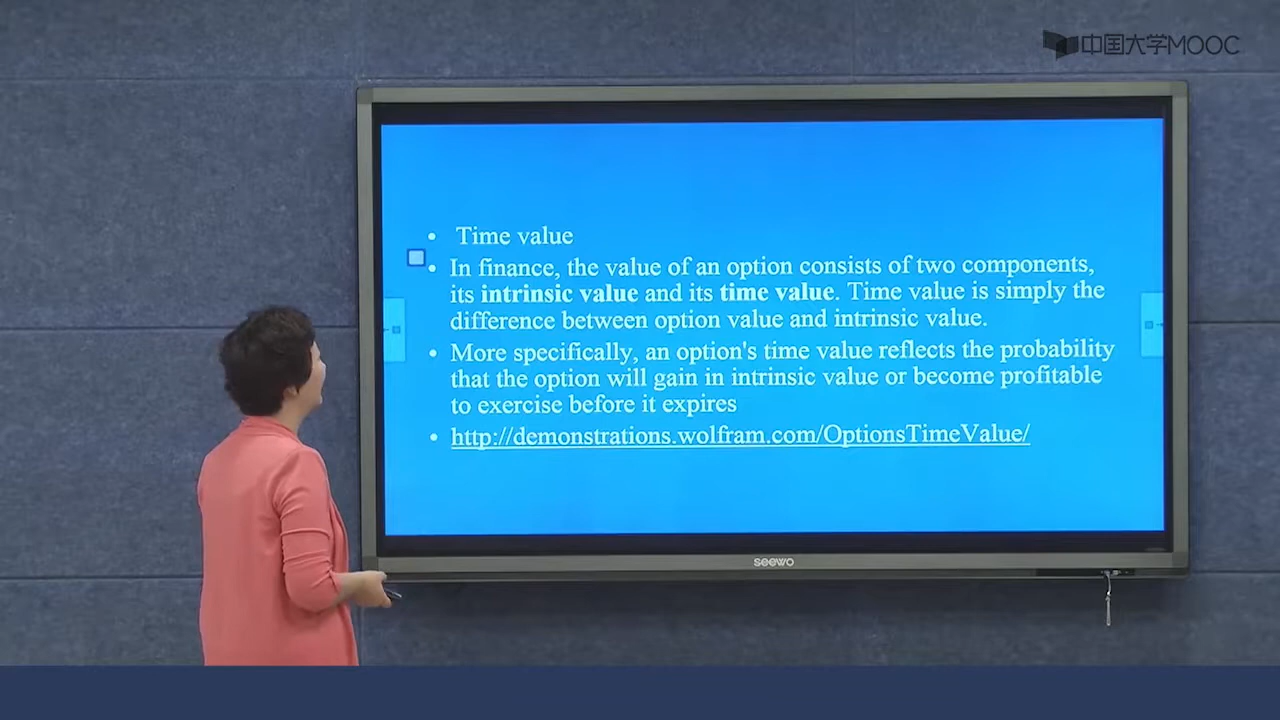 中国大学MOOC
• Time value
• In finance, the value of an option consists of two components,
its intrinsic value and its time value. Time value is simply the
difference between option value and intrinsic value.
• More specifically, an option's time value reflects the probability
that the option will gain in intrinsic value or become profitable
to exercise before it expires
• http://demonstrations.wolfram.com/OptionsTimeValue/
seewo